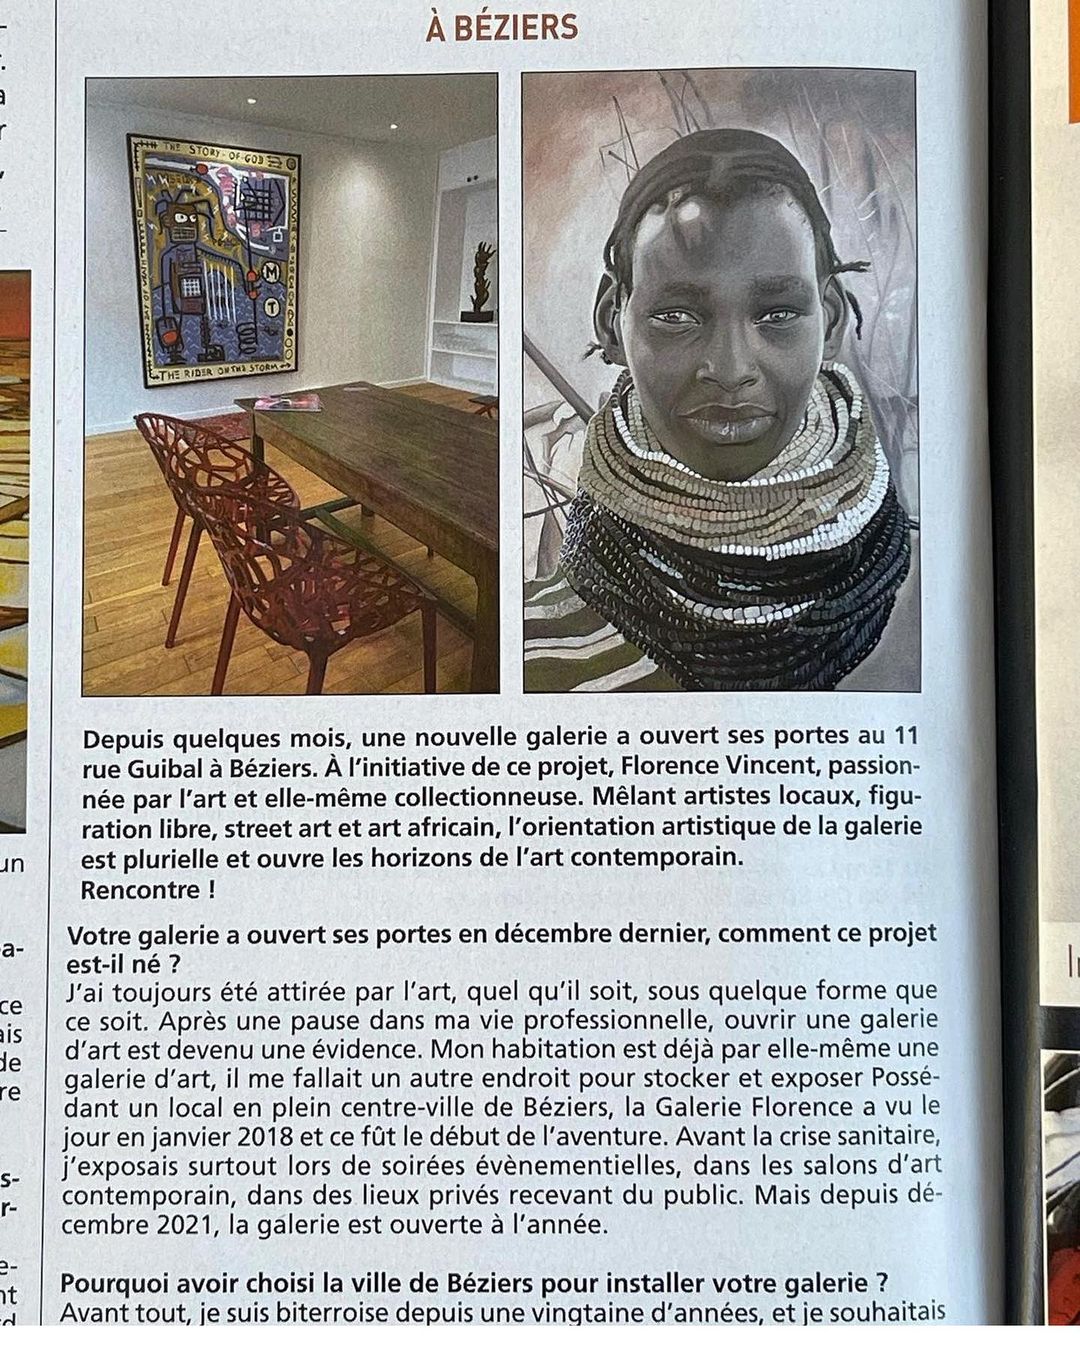 À BÉZIERS
THE STORY-OF-GOD
M
T
THE RIDER ON THE STORM
Depuis quelques mois, une nouvelle galerie a ouvert ses portes au 11
rue Guibal à Béziers. À l’initiative de ce projet, Florence Vincent, passion-
née par l’art et elle-même collectionneuse. Mêlant artistes locaux, figu-
ration libre, street art et art africain, l’orientation artistique de la galerie
est plurielle et ouvre les horizons de l’art contemporain.
Rencontre !
Votre galerie a ouvert ses portes en décembre dernier, comment ce projet
est-il né ?
J’ai toujours été attirée par l’art, quel qu’il soit, sous quelque forme que
ce soit. Après une pause dans ma vie professionnelle, ouvrir une galerie
d’art est devenu une évidence. Mon habitation est déjà par elle-même une
galerie d’art, il me fallait un autre endroit pour stocker et exposer Possé-
dant un local en plein centre-ville de Béziers, la Galerie Florence a vu le
jour en janvier 2018 et ce fût le début de l’aventure. Avant la crise sanitaire,
j’exposais surtout lors de soirées évènementielles, dans les salons d’art
contemporain, dans des lieux privés recevant du public. Mais depuis dé-
cembre 2021, la galerie est ouverte à l’année.
Pourquoi avoir choisi la ville de Béziers pour installer votre galerie ?
Avant tout, je suis biterroise depuis une vingtaine d’années, et je souhaitais